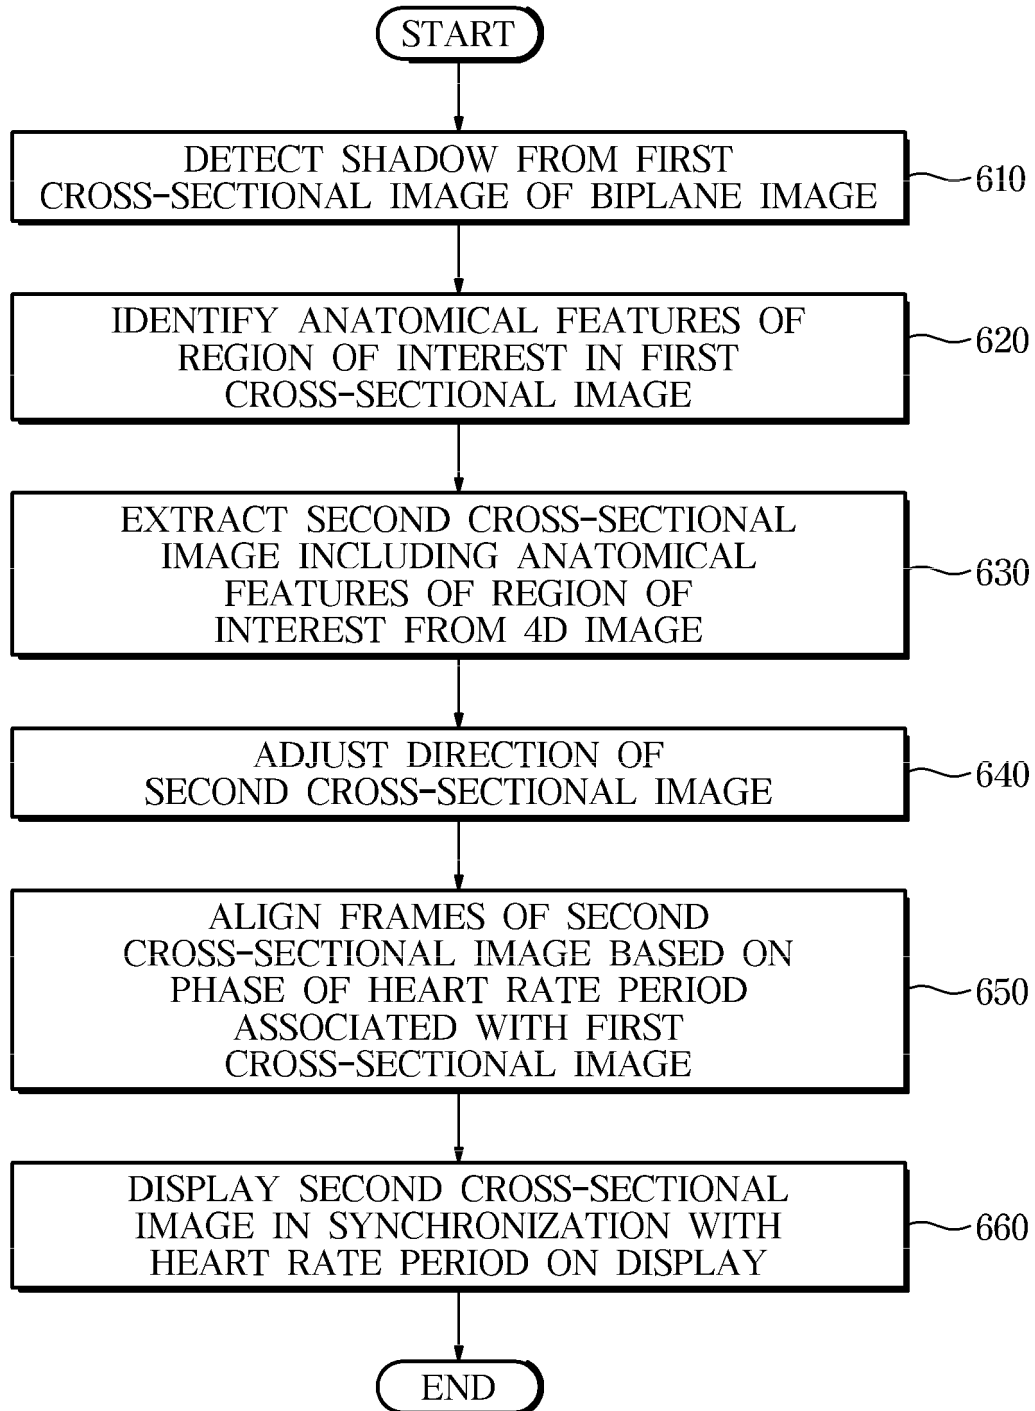 START
DETECT SHADOW FROM FIRST
CROSS-SECTIONAL IMAGE OF BIPLANE IMAGE
610
IDENTIFY ANATOMICAL FEATURES OF
REGION OF INTEREST IN FIRST
CROSS-SECTIONAL IMAGE
620
EXTRACT SECOND CROSS-SECTIONAL
IMAGE INCLUDING ANATOMICAL
FEATURES OF REGION OF
INTEREST FROM 4D IMAGE
630
ADJUST DIRECTION OF
SECOND CROSS-SECTIONAL IMAGE
640
ALIGN FRAMES OF SECOND
CROSS-SECTIONAL IMAGE BASED ON
PHASE OF HEART RATE PERIOD
ASSOCIATED WITH FIRST
CROSS-SECTIONAL IMAGE
650
DISPLAY SECOND CROSS-SECTIONAL
IMAGE IN SYNCHRONIZATION WITH
HEART RATE PERIOD ON DISPLAY
660
END